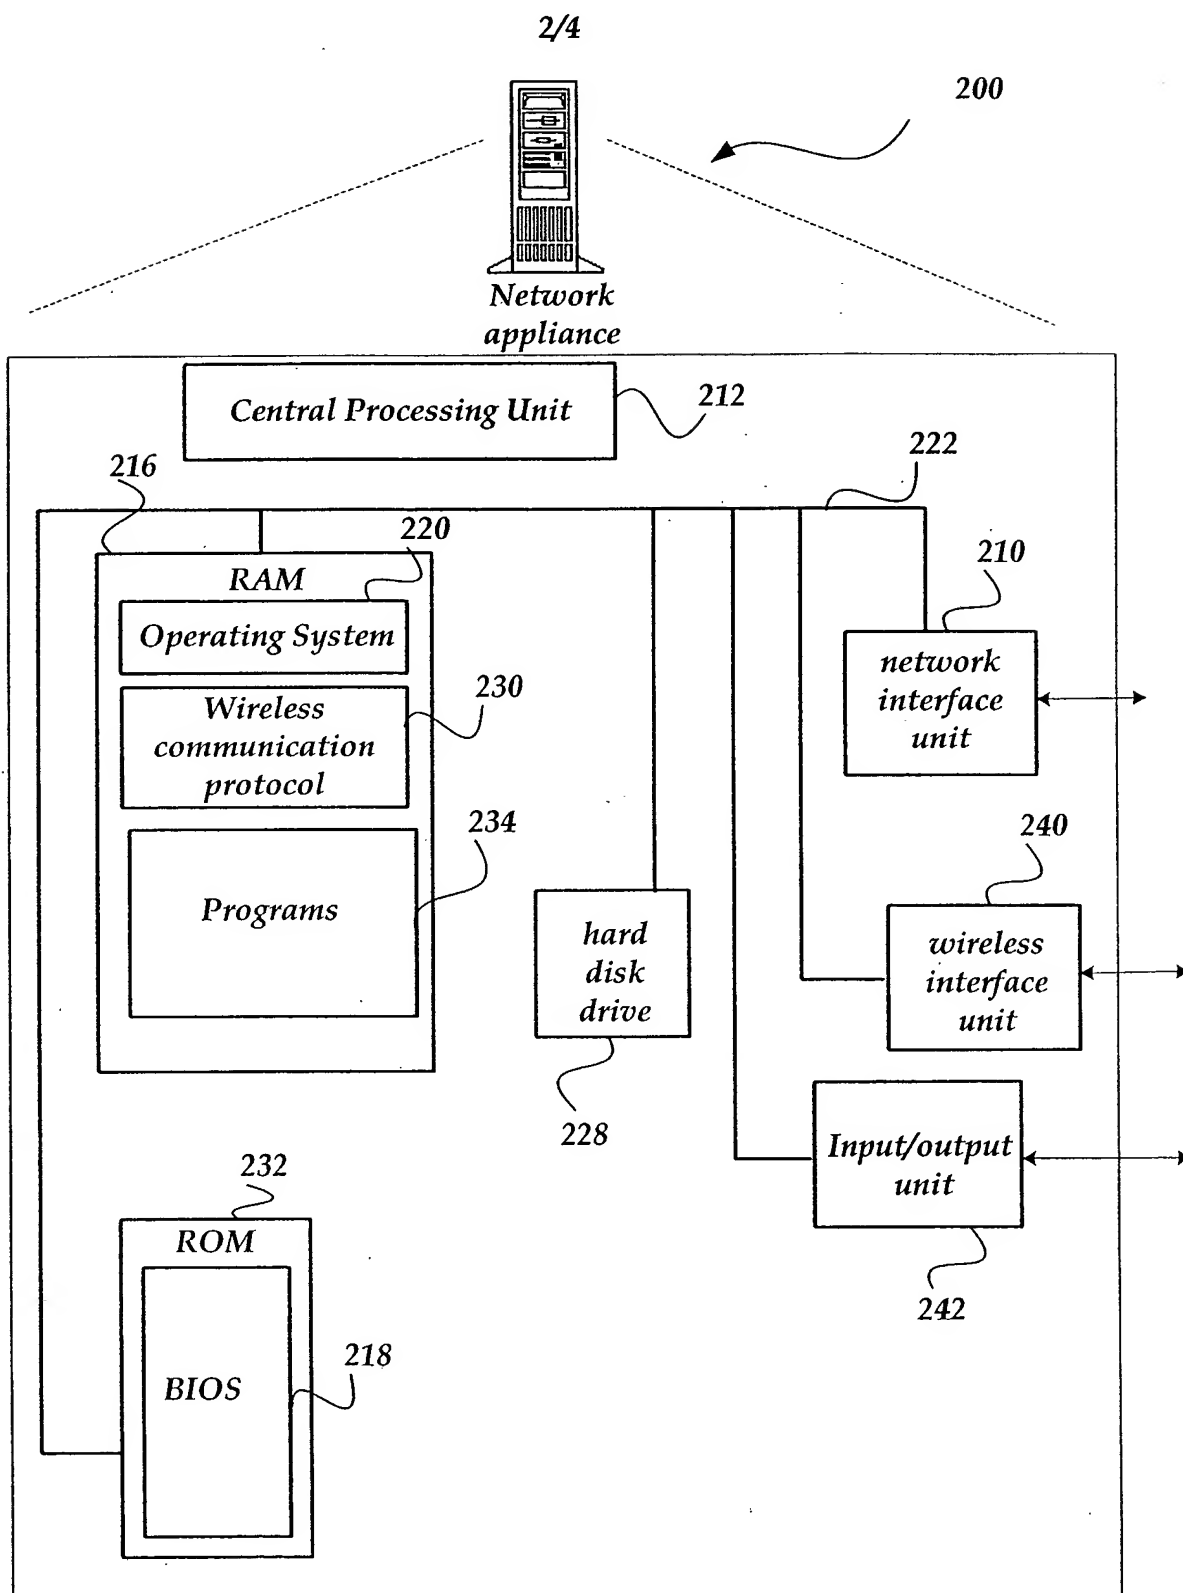 2/4
200
Network
appliance
Central Processing Unit
212
216
222
220
RAM
210
Operating System
network
interface
unit
Wireless
communication
protocol
230
234
240
Programs
hard
disk
drive
wireless
interface
unit
228
Input/output
unit
232
ROM
242
218
BIOS